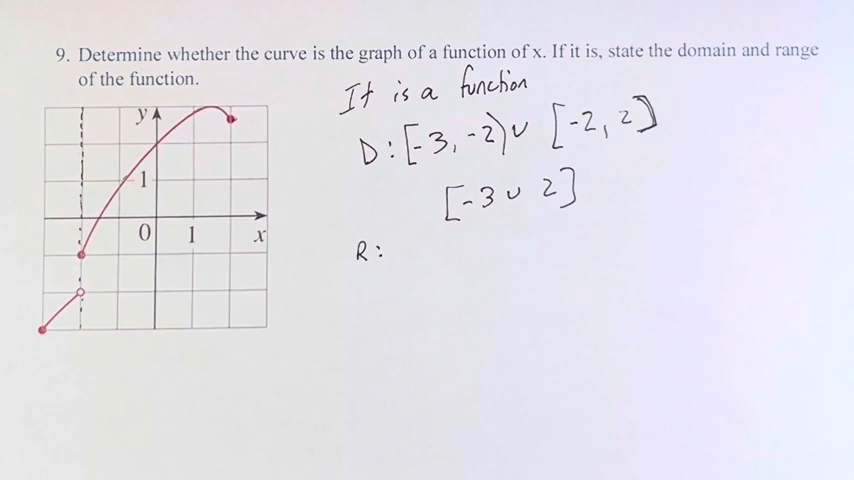 9. Determine whether the curve is the graph of a function of x. If it is, state the domain and range
of the function.
It is a function
D: [-3, -2) ∪ [-2, 2]
[-3 ∪ 2]
R:
y
1
0 1 x